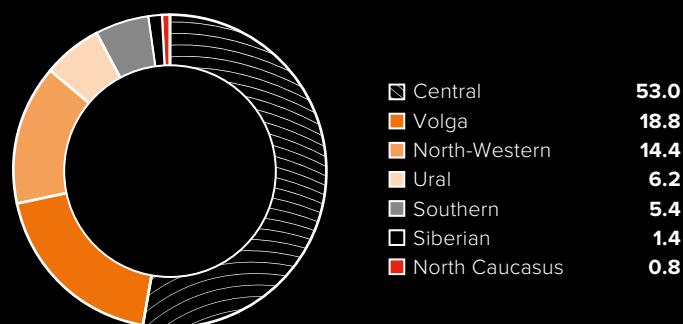 Central 53.0
Volga 18.8
North-Western 14.4
Ural 6.2
Southern 5.4
Siberian 1.4
North Caucasus 0.8